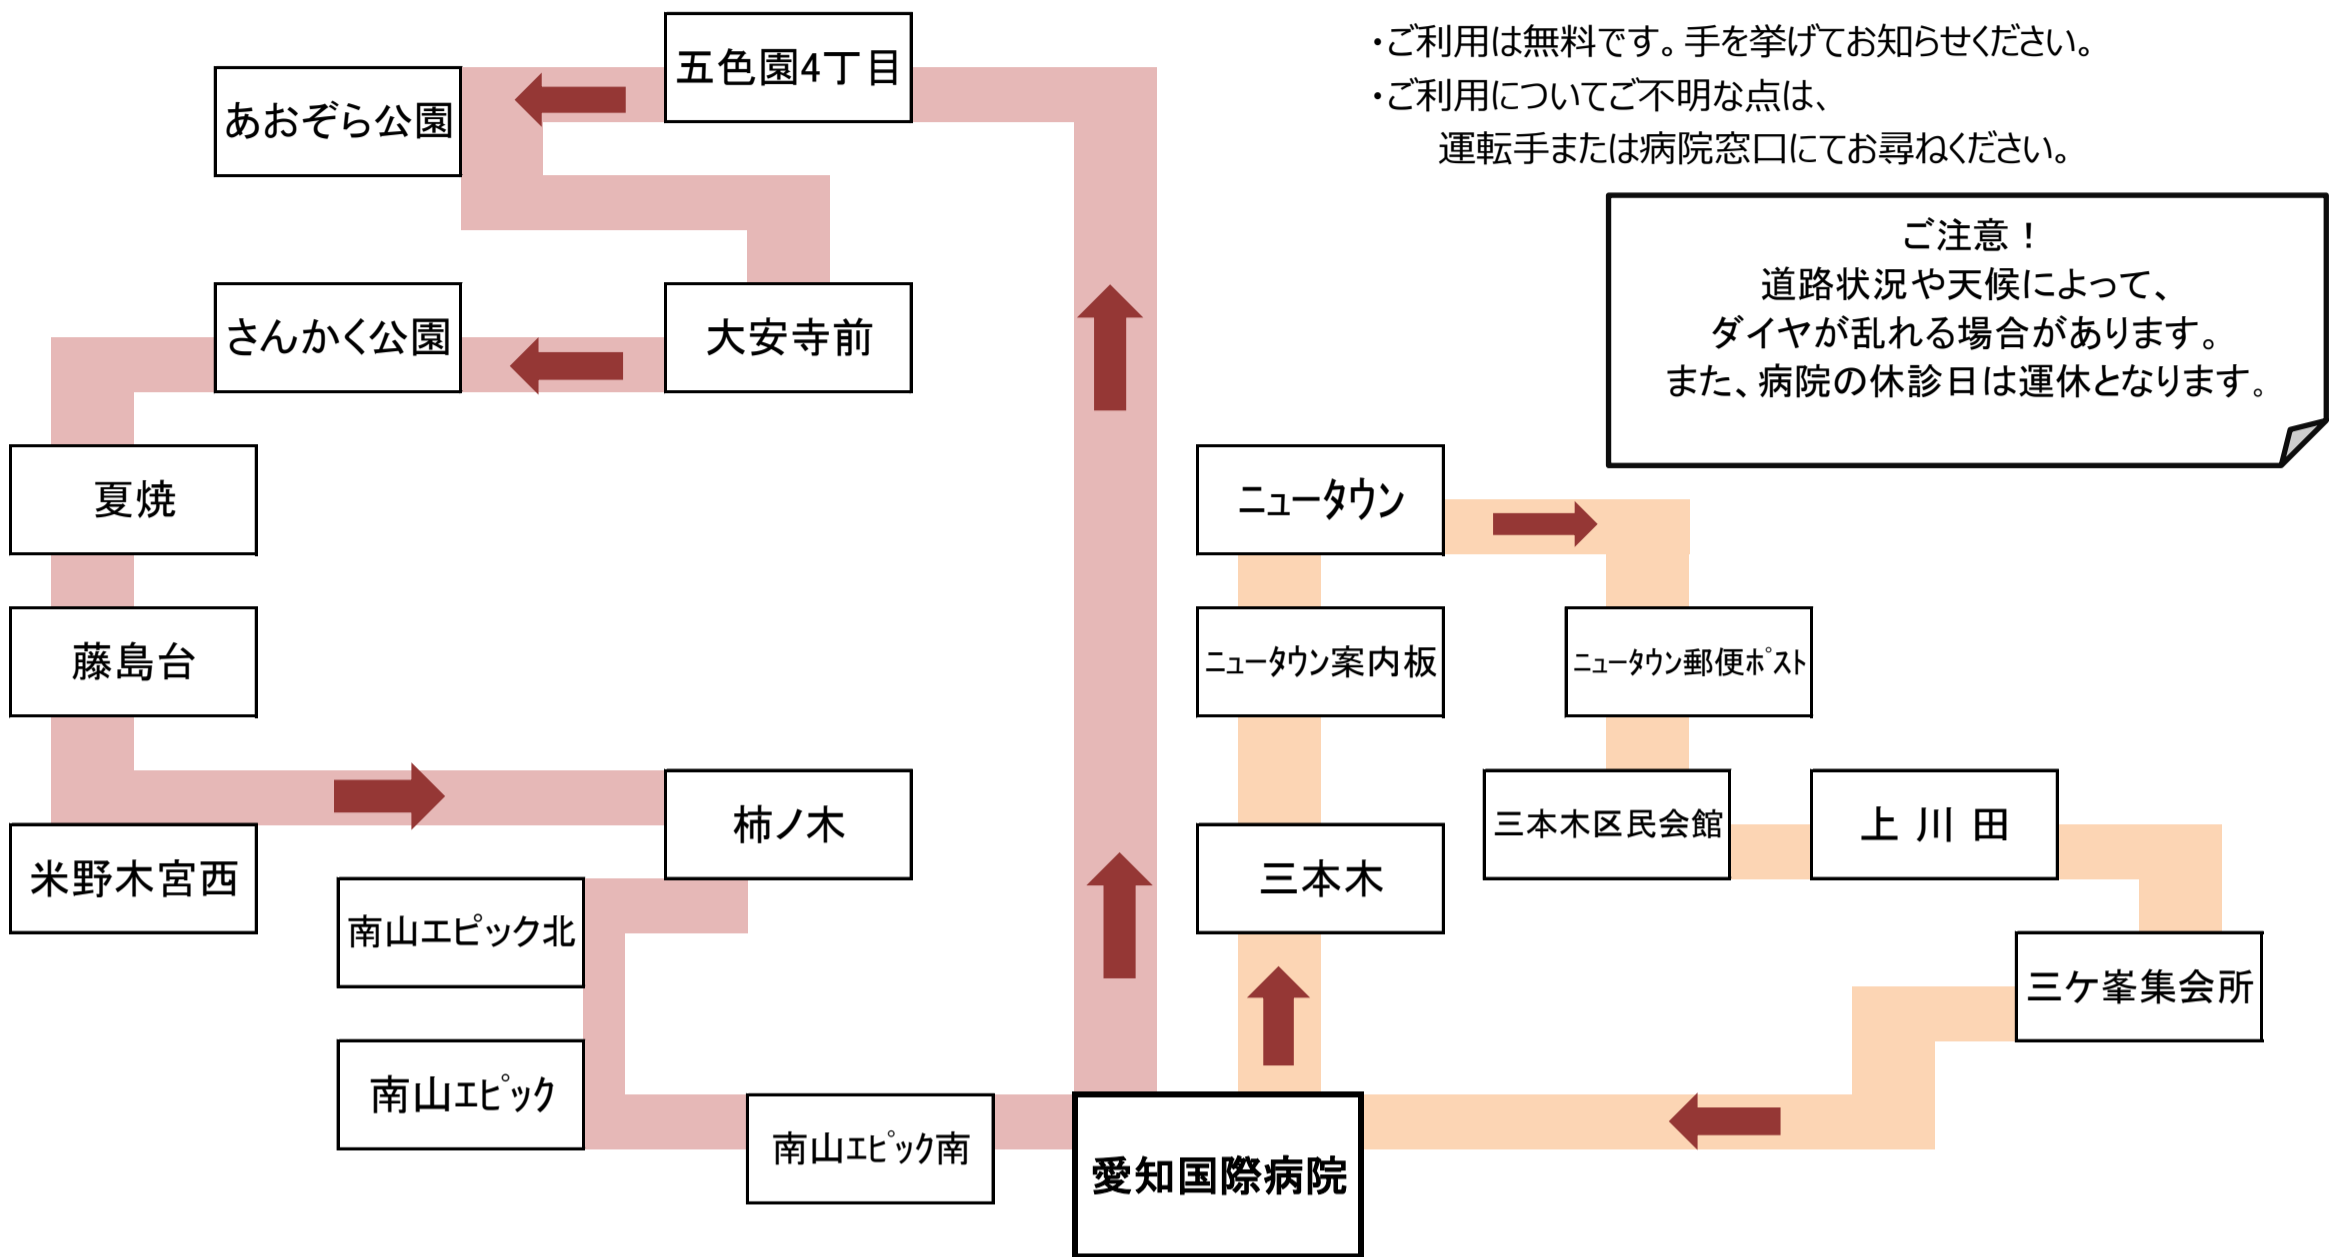 ・ご利用は無料です。手を挙げてお知らせください。
・ご利用についてご不明な点は、
運転手または病院窓口にてお尋ねください。
ご注意！
道路状況や天候によって、
ダイヤが乱れる場合があります。
また、病院の休診日は運休となります。
五色園4丁目
あおぞら公園
さんかく公園
大安寺前
夏焼
藤島台
米野木宮西
柿ノ木
南山エピック北
南山ｴﾋﾟｯｸ
南山ｴﾋﾟｯｸ南
愛知国際病院
ニュータウン
ﾆｭｰﾀｳﾝ案内板
三本木
ﾆｭｰﾀｳﾝ郵便ﾎﾟｽﾄ
三本木区民会館
上 川 田
三ケ峯集会所